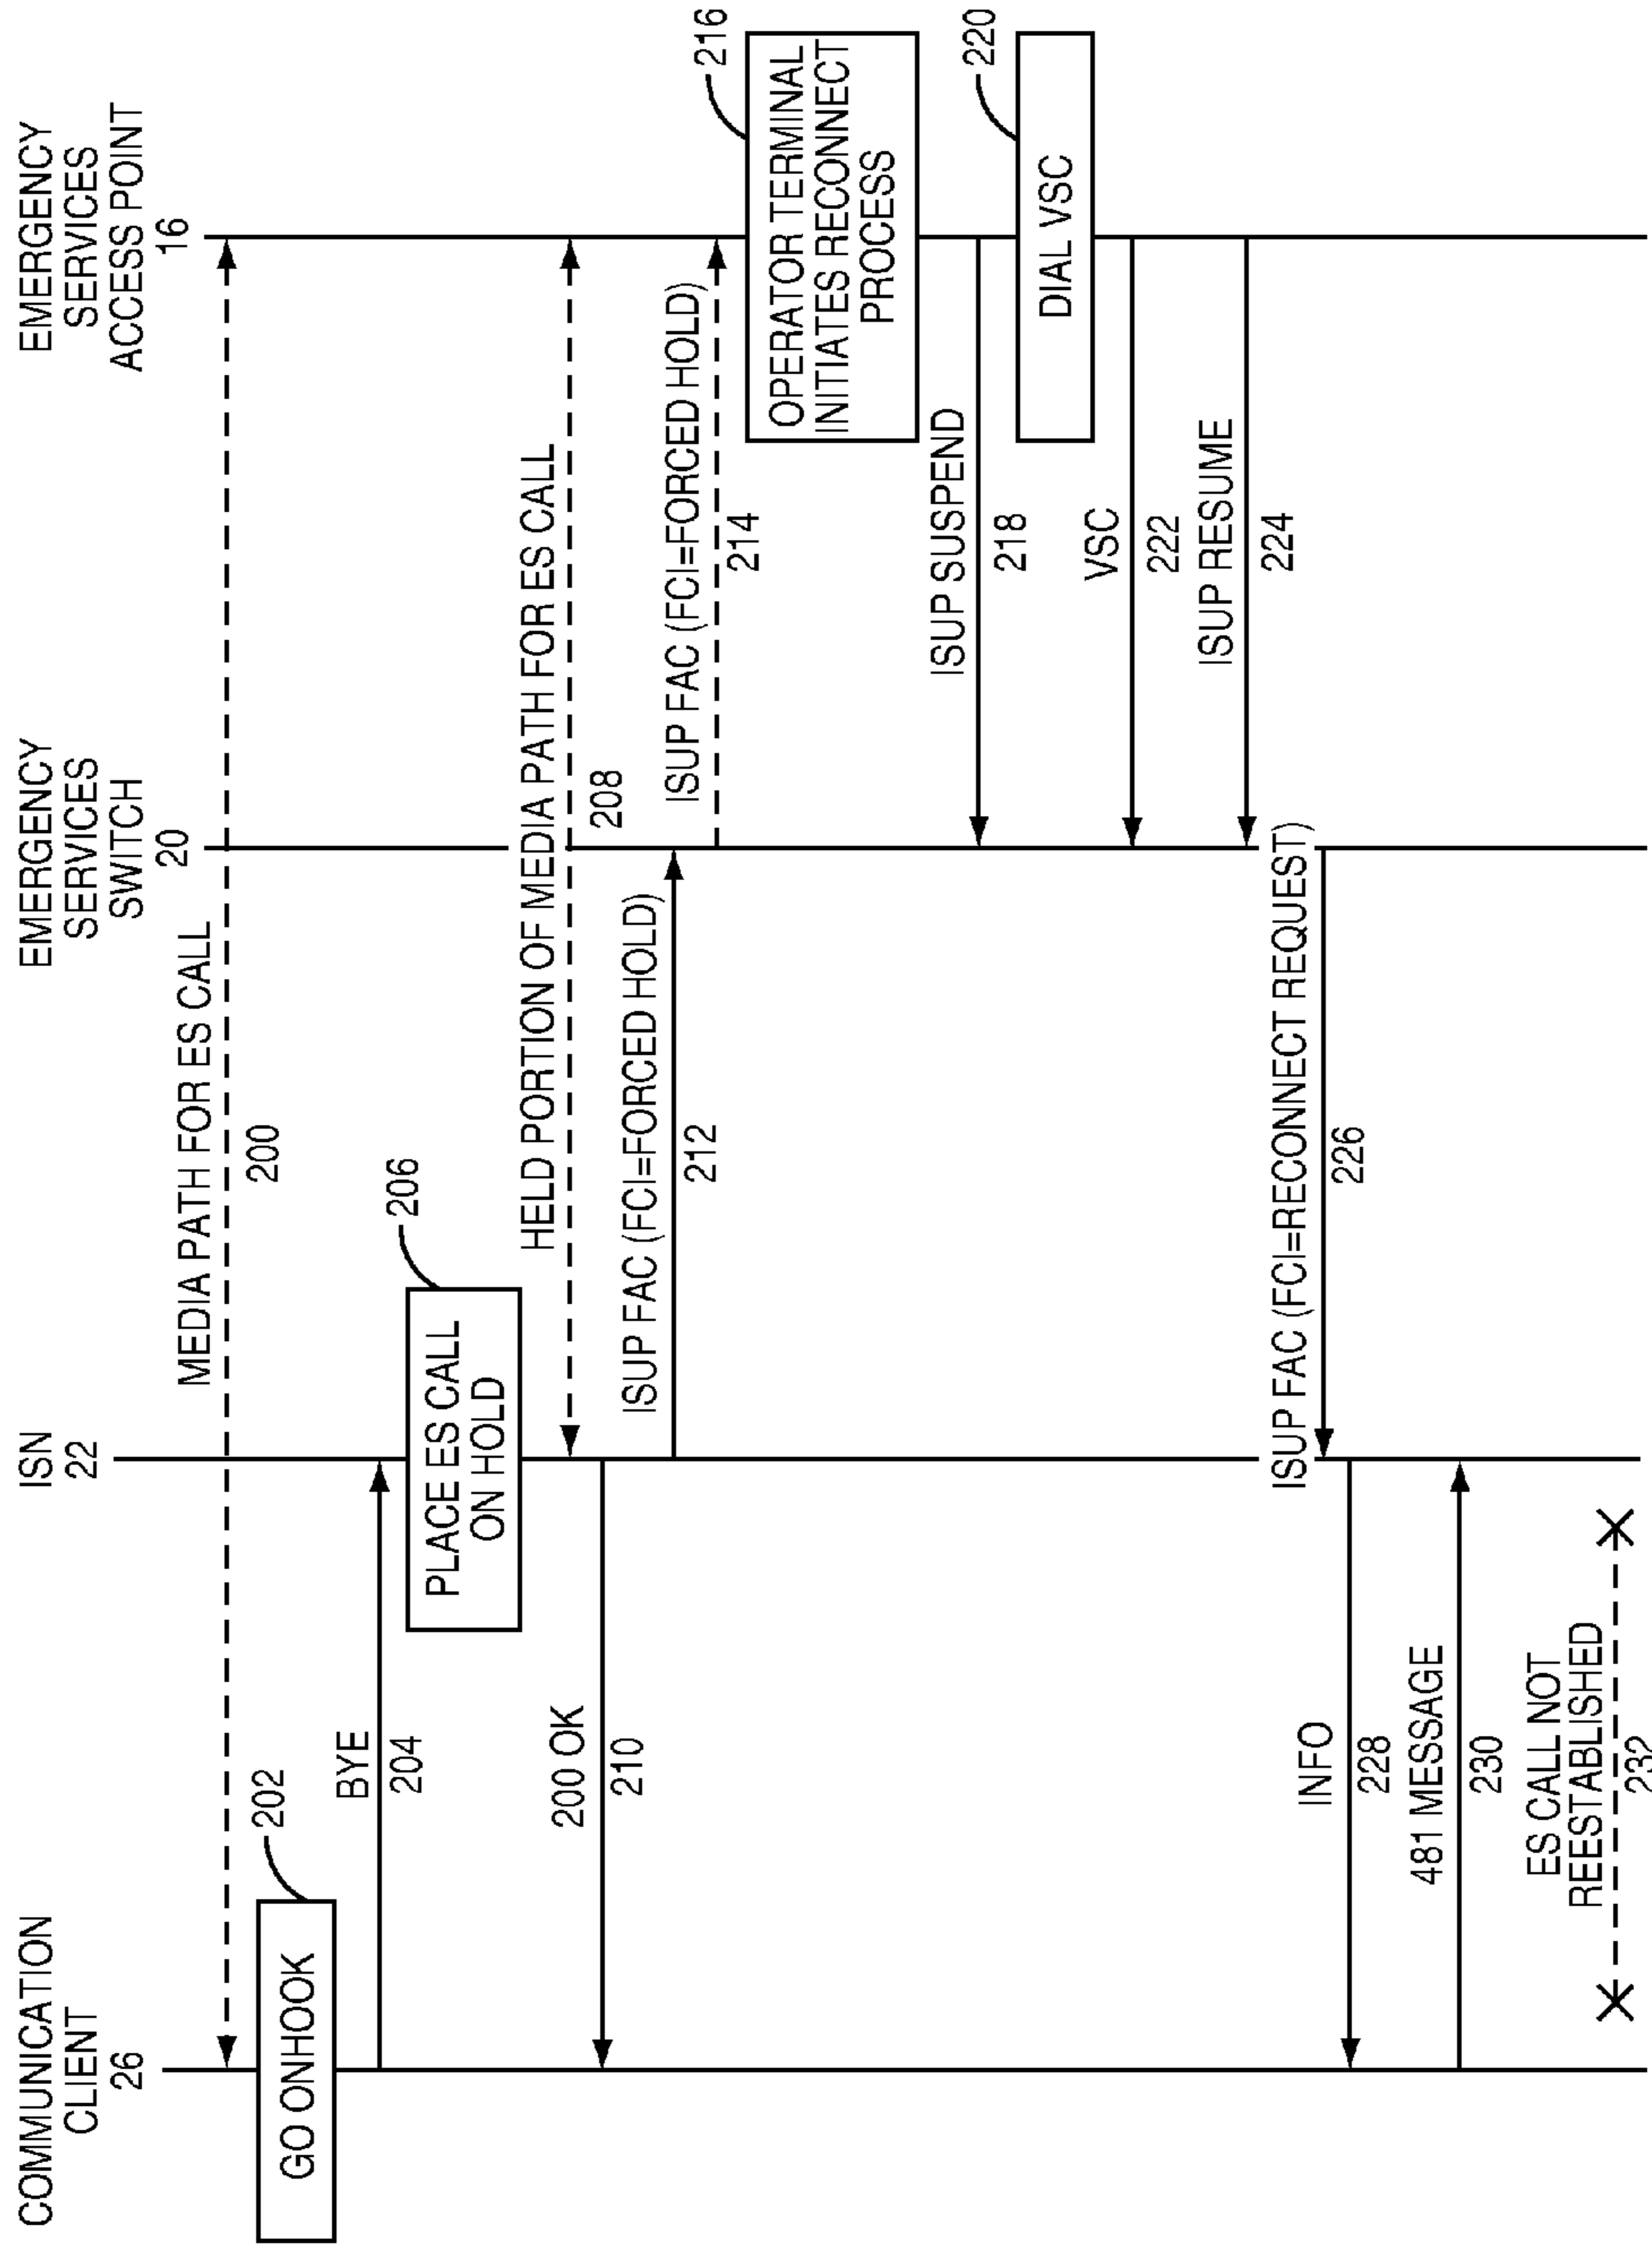 COMMUNICATION
CLIENT
26
ISN
22
EMERGENCY
SERVICES
SWITCH
20
EMERGENCY
SERVICES
ACCESS POINT
16
MEDIA PATH FOR ES CALL
200
GO ONHOOK
202
BYE
204
PLACE ES CALL
ON HOLD
206
HELD PORTION OF MEDIA PATH FOR ES CALL
208
200 OK
210
ISUP FAC (FCI=FORCED HOLD)
212
ISUP FAC (FCI=FORCED HOLD)
214
OPERATOR TERMINAL
INITIATES RECONNECT
PROCESS
216
ISUP SUSPEND
218
DIAL VSC
220
VSC
222
ISUP RESUME
224
ISUP FAC (FCI=RECONNECT REQUEST)
226
INFO
228
481 MESSAGE
230
ES CALL NOT
REESTABLISHED
232